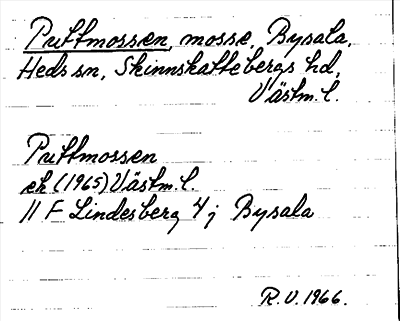 Puttmossen, mosse, Bysala,
Heds sn, Skinnskattebergs hd,
Västm. l.
Puttmossen
ek (1965) Västm. l.
11 F Lindesberg 4 j Bysala
R.V. 1966.